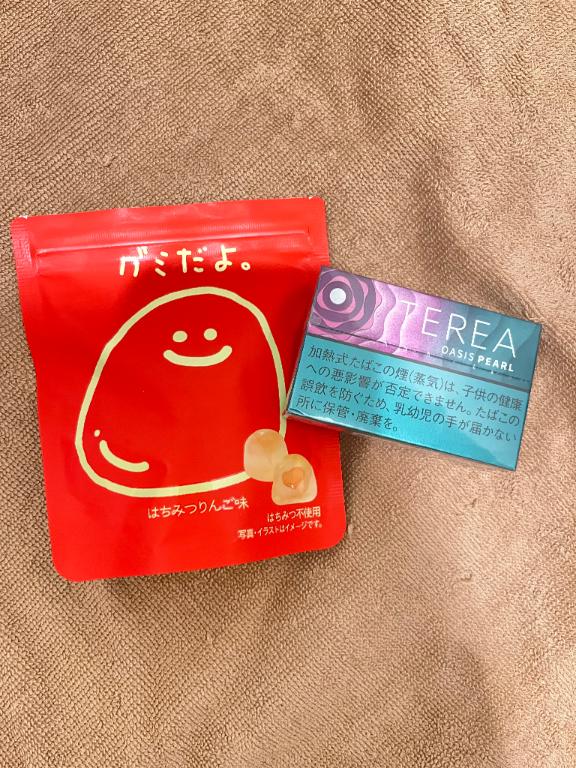 グミだよ。
はちみつりんご味
はちみつ不使用
写真・イラストはイメージです。
TEREA
OASIS PEARL
加熱式たばこの煙(蒸気)は、子供の健康
への悪影響が否定できません。たばこの
誤飲を防ぐため、乳幼児の手が届かない
所に保管・廃棄を。